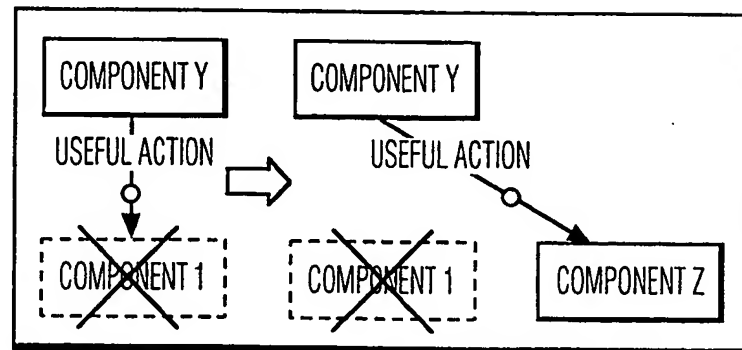 COMPONENT Y
USEFUL ACTION
COMPONENT 1
COMPONENT Y
USEFUL ACTION
COMPONENT 1
COMPONENT Z